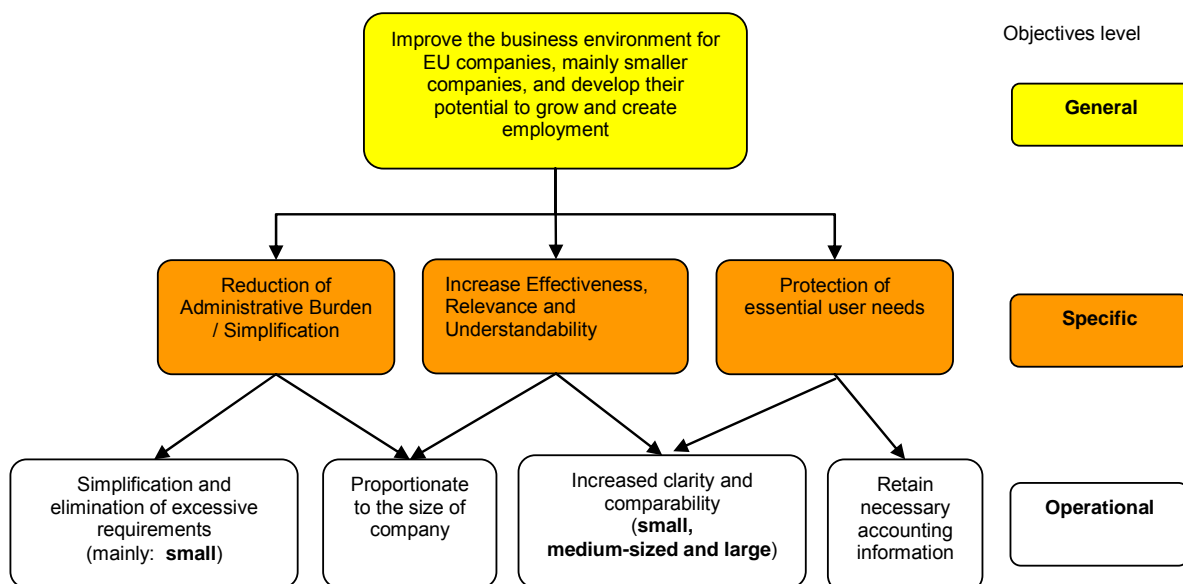 Improve the business environment for
EU companies, mainly smaller
companies, and develop their
potential to grow and create
employment
Objectives level
General
Reduction of
Administrative Burden
/ Simplification
Increase Effectiveness,
Relevance and
Understandability
Protection of
essential user needs
Specific
Simplification and
elimination of excessive
requirements
(mainly: small)
Proportionate
to the size of
company
Increased clarity and
comparability
(small,
medium-sized and large)
Retain
necessary
accounting
information
Operational